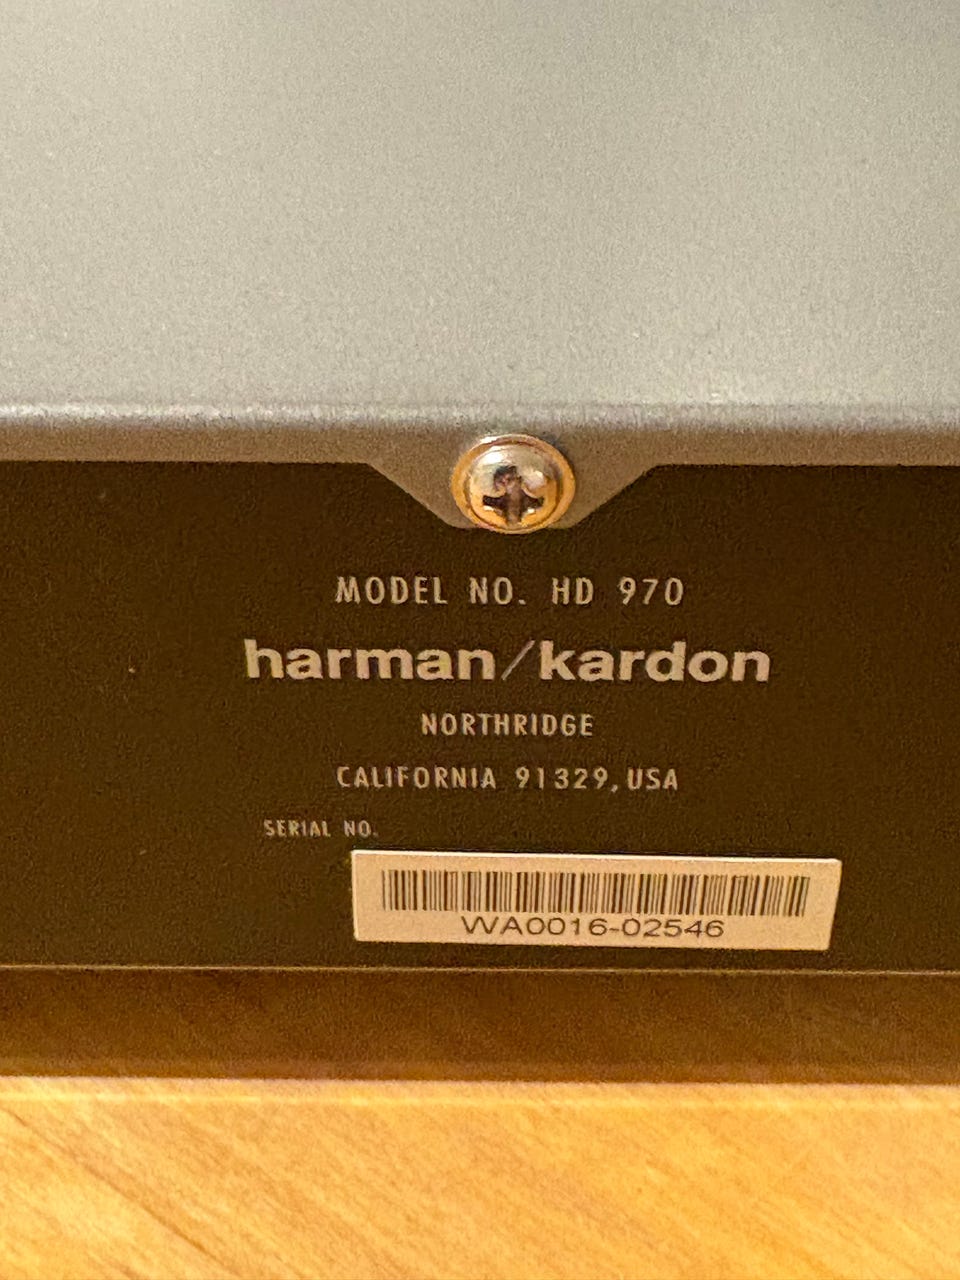 MODEL NO. HD 970
harman/kardon
NORTHRIDGE
CALIFORNIA 91329, USA
SERIAL NO.
WA0016-02546